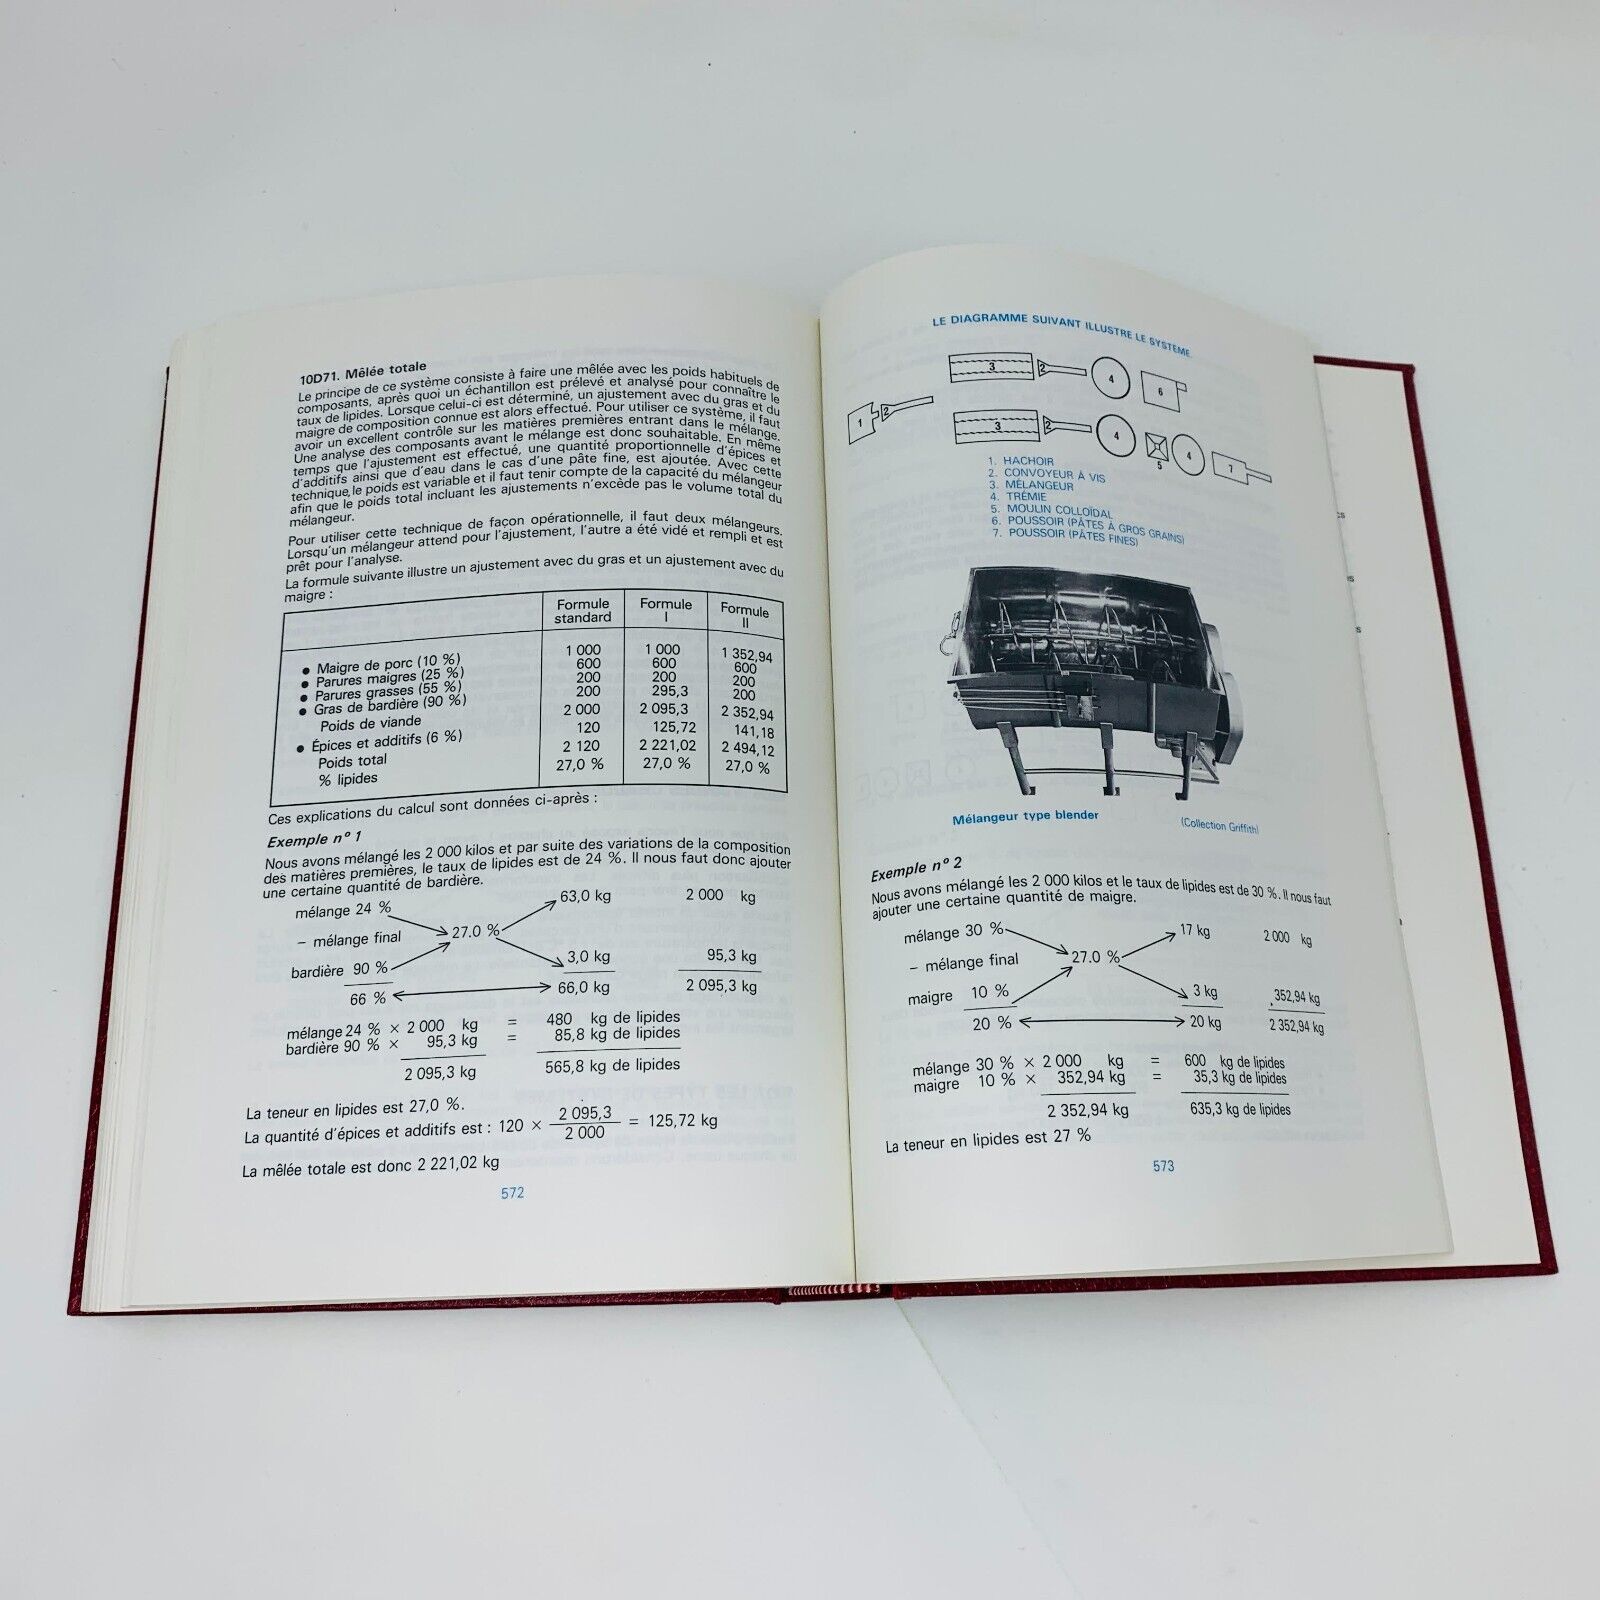 10D71. Mêlée totale
Le principe de ce système consiste à faire une mêlée avec les poids habituels de
composants, après quoi un échantillon est prélevé et analysé pour connaître le
taux de lipides. Lorsque celui-ci est déterminé, un ajustement avec du gras et du
maigre de composition connue est alors effectué. Pour utiliser ce système, il faut
avoir un excellent contrôle sur les matières premières entrant dans le mélange.
Une analyse des composants avant le mélange est donc souhaitable. En même
temps que l'ajustement est effectué, une quantité proportionnelle d'épices et
d'additifs ainsi que d'eau dans le cas d'une pâte fine, est ajoutée. Avec cette
technique, le poids est variable et il faut tenir compte de la capacité du mélangeur
afin que le poids total incluant les ajustements n'excède pas le volume total du
mélangeur.
Pour utiliser cette technique de façon opérationnelle, il faut deux mélangeurs.
Lorsqu'un mélangeur attend pour l'ajustement, l'autre a été vidé et rempli et est
prêt pour l'analyse.
La formule suivante illustre un ajustement avec du gras et un ajustement avec du
maigre :
Formule standard Formule I Formule II
● Maigre de porc (10 %) 1 000 1 000 1 352,94
● Parures maigres (25 %) 600 600 600
● Parures grasses (55 %) 200 200 200
● Gras de bardière (90 %) 200 295,3 200
Poids de viande 2 000 2 095,3 2 352,94
● Épices et additifs (6 %) 120 125,72 141,18
Poids total 2 120 2 221,02 2 494,12
% lipides 27,0 % 27,0 % 27,0 %
Ces explications du calcul sont données ci-après :
Exemple n° 1
Nous avons mélangé les 2 000 kilos et par suite des variations de la composition
des matières premières, le taux de lipides est de 24 %. Il nous faut donc ajouter
une certaine quantité de bardière.
mélange 24 % 63,0 kg 2 000 kg
– mélange final 27.0 %
bardière 90 % 3,0 kg 95,3 kg
66 % 66,0 kg 2 095,3 kg
mélange 24 % × 2 000 kg = 480 kg de lipides
bardière 90 % × 95,3 kg = 85,8 kg de lipides
2 095,3 kg 565,8 kg de lipides
La teneur en lipides est 27,0 %.
La quantité d'épices et additifs est : 120 × 2 095,3 / 2 000 = 125,72 kg
La mêlée totale est donc 2 221,02 kg
572
LE DIAGRAMME SUIVANT ILLUSTRE LE SYSTÈME
3 2 4 6
1 2
3 2 4 5 4 7
1. HACHOIR
2. CONVOYEUR À VIS
3. MÉLANGEUR
4. TRÉMIE
5. MOULIN COLLOÏDAL
6. POUSSOIR (PÂTES À GROS GRAINS)
7. POUSSOIR (PÂTES FINES)
Mélangeur type blender (Collection Griffith)
Exemple n° 2
Nous avons mélangé les 2 000 kilos et le taux de lipides est de 30 %. Il nous faut
ajouter une certaine quantité de maigre.
mélange 30 % 17 kg 2 000 kg
– mélange final 27.0 %
maigre 10 % 3 kg 352,94 kg
20 % 20 kg 2 352,94 kg
mélange 30 % × 2 000 kg = 600 kg de lipides
maigre 10 % × 352,94 kg = 35,3 kg de lipides
2 352,94 kg 635,3 kg de lipides
La teneur en lipides est 27 %
573